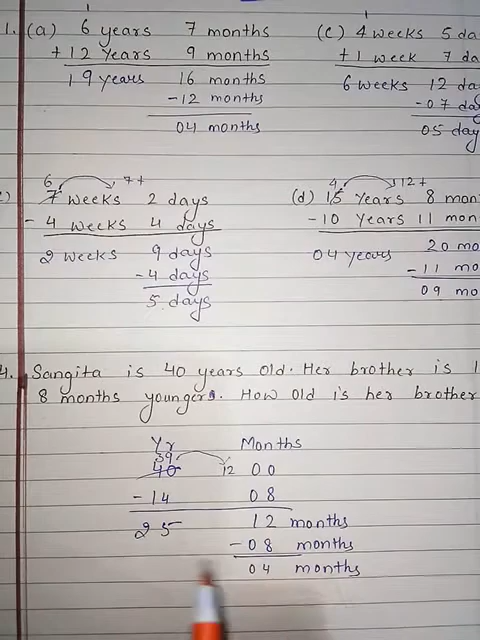 1. (a) 6 years 7 months
+ 12 Years 9 months
19 years 16 months
-12 months
04 months
1
(c) 4 weeks 5 da
+ 1 week 7 da
6 weeks 12 da
-07 da
05 day
6 7+
7 weeks 2 days
- 4 weeks 4 days
2 weeks 9 days
-4 days
5 days
4 12+
(d) 15 Years 8 mon
-10 Years 11 mon
04 years 20 mo
-11 mo
09 mo
4. Sangita is 40 years old. Her brother is 1
8 months younger. How old is her brother
Yr Months
39
40 12 00
-14 08
25 12 months
-08 months
04 months